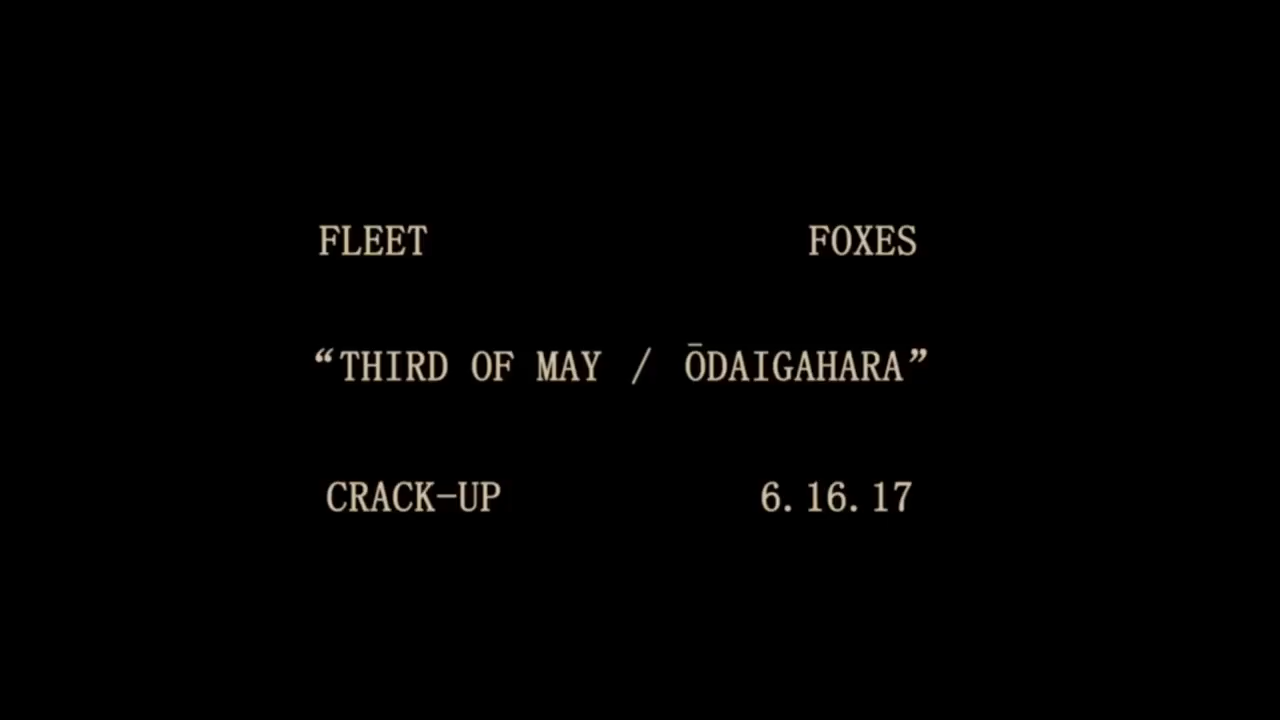 FLEET FOXES
“THIRD OF MAY / ŌDAIGAHARA”
CRACK-UP 6.16.17